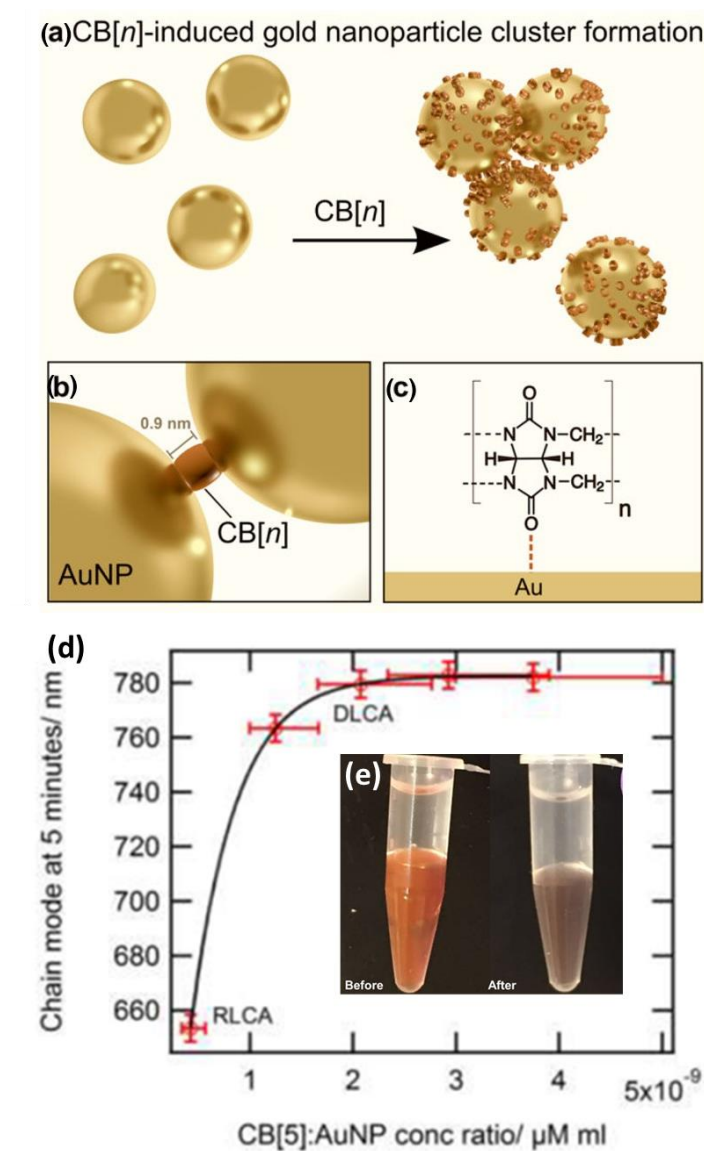 (a)CB[n]-induced gold nanoparticle cluster formation
CB[n]
(b)
0.9 nm
CB[n]
AuNP
(c)
O
N
N
CH2
H
H
N
N
CH2
n
O
Au
(d)
Chain mode at 5 minutes/ nm
780
760
740
720
700
680
660
DLCA
RLCA
(e)
Before
After
1
2
3
4
5x10-9
CB[5]:AuNP conc ratio/ µM ml